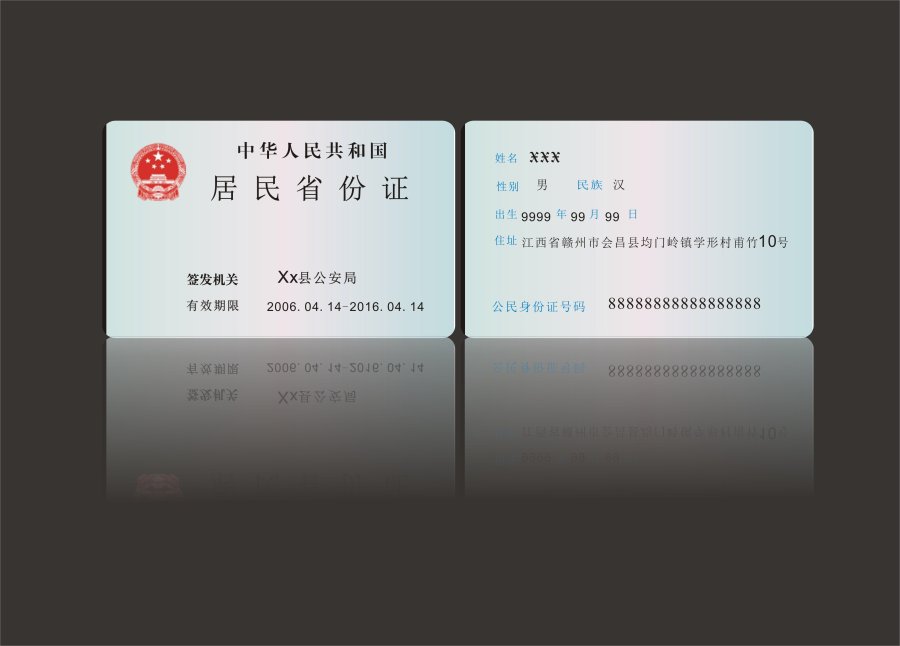 中华人民共和国
居民省份证
签发机关 Xx县公安局
有效期限 2006.04.14-2016.04.14
姓名 XXX
性别 男 民族 汉
出生 9999 年 99 月 99 日
住址 江西省赣州市会昌县均门岭镇学形村甫竹10号
公民身份证号码 888888888888888888